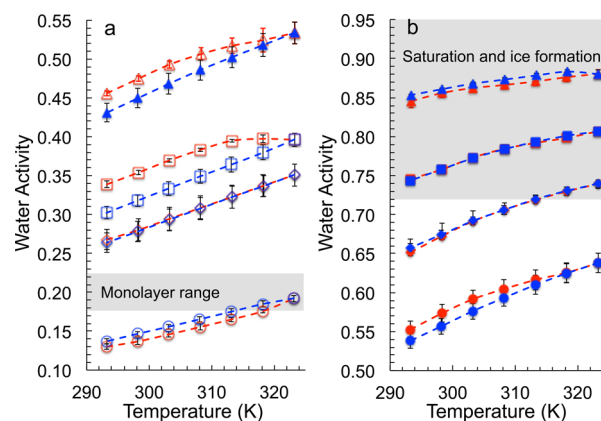 a
0.55
0.50
0.45
0.40
0.35
0.30
0.25
0.20
0.15
0.10
Water Activity
Monolayer range
290 300 310 320
Temperature (K)
b
0.95
0.90
0.85
0.80
0.75
0.70
0.65
0.60
0.55
0.50
Water Activity
Saturation and ice formation
290 300 310 320
Temperature (K)